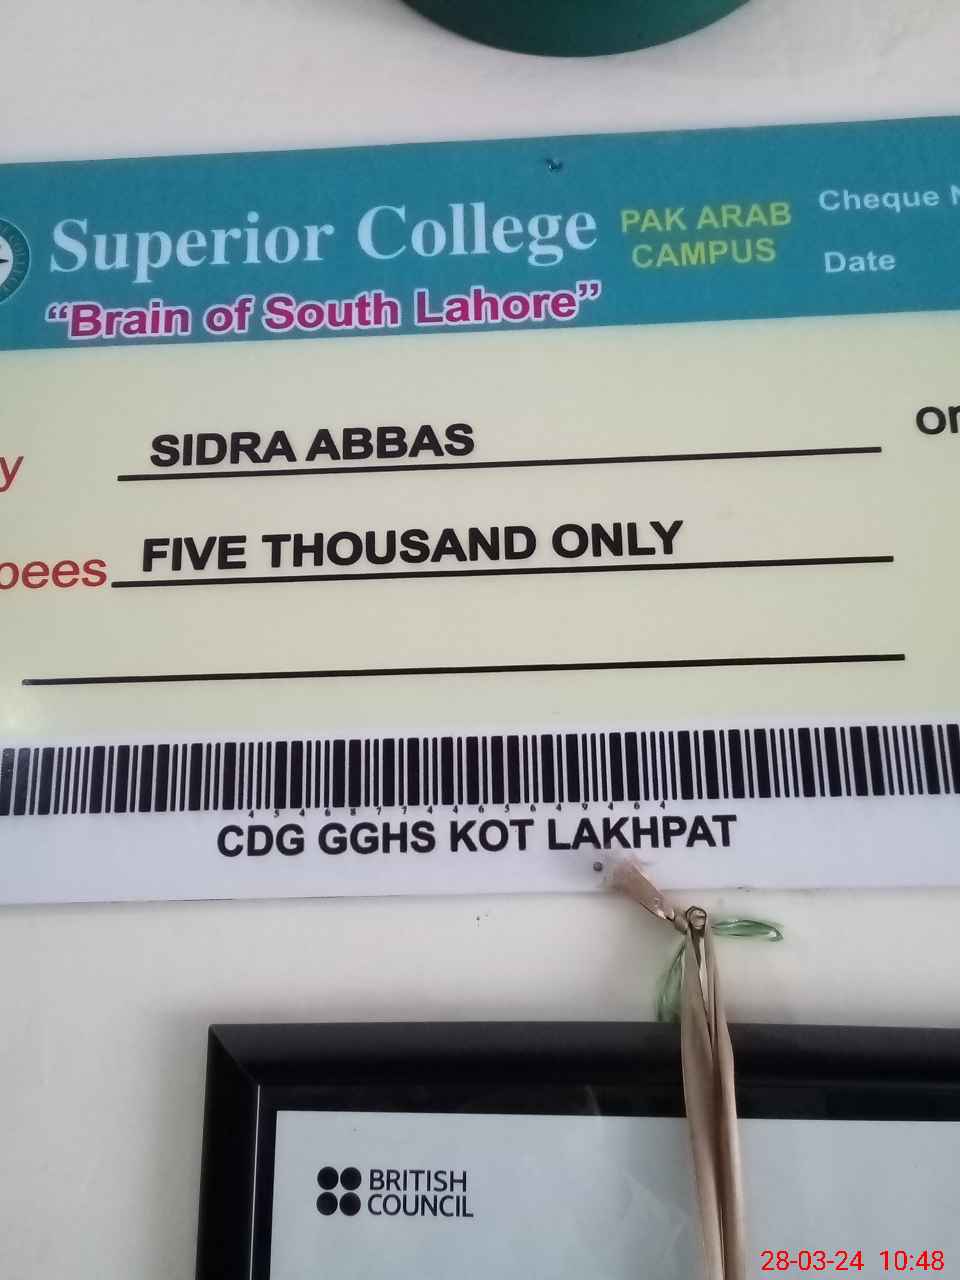 Superior College
"Brain of South Lahore"
PAK ARAB
CAMPUS
Cheque
Date
SIDRA ABBAS
FIVE THOUSAND ONLY
CDG GGHS KOT LAKHPAT
BRITISH
COUNCIL
28-03-24 10:48